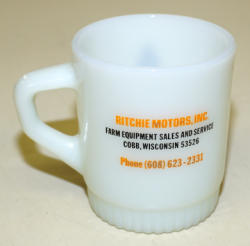 RITCHIE MOTORS, INC.
FARM EQUIPMENT SALES AND SERVICE
COBB, WISCONSIN 53526
Phone (608) 623-2331